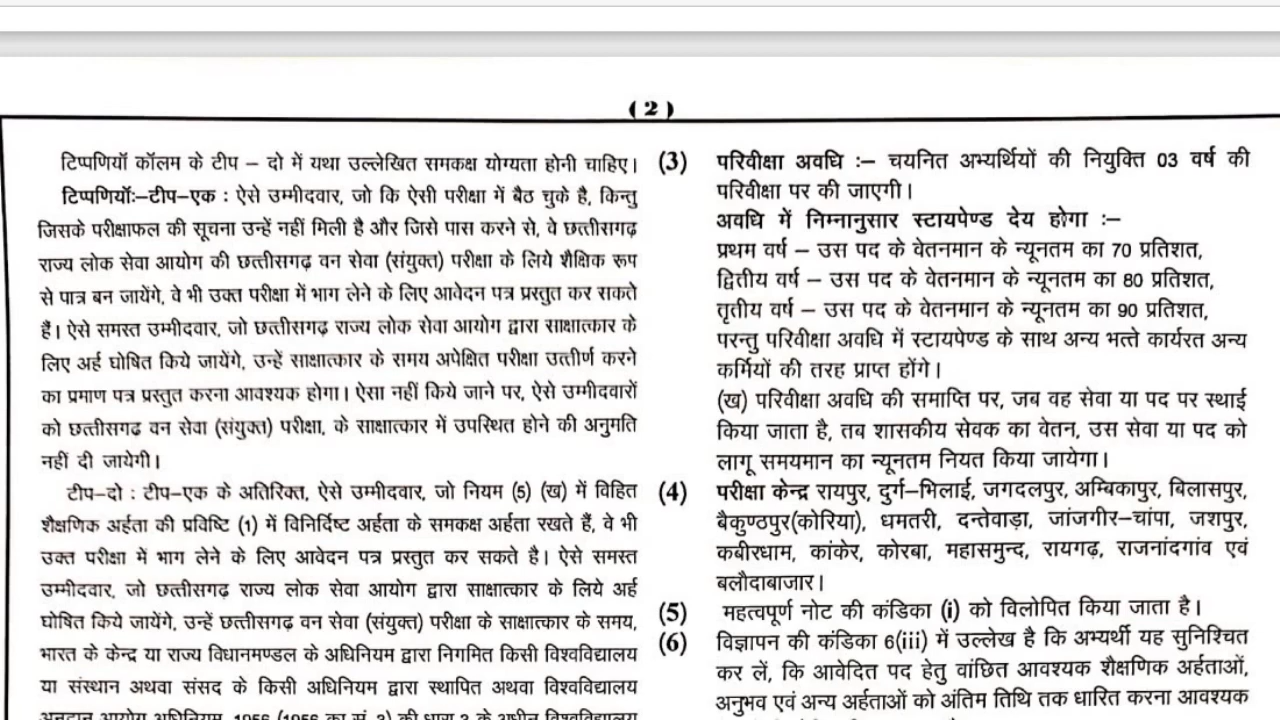 ( 2 )
टिप्पणियॉ कॉलम के टीप – दो में यथा उल्लेखित समकक्ष योग्यता होनी चाहिए।
टिप्पणियॉः–टीप–एक : ऐसे उम्मीदवार, जो कि ऐसी परीक्षा में बैठ चुके है, किन्तु
जिसके परीक्षाफल की सूचना उन्हें नहीं मिली है और जिसे पास करने से, वे छत्तीसगढ़
राज्य लोक सेवा आयोग की छत्तीसगढ़ वन सेवा (संयुक्त) परीक्षा के लिये शैक्षिक रूप
से पात्र बन जायेंगे, वे भी उक्त परीक्षा में भाग लेने के लिए आवेदन पत्र प्रस्तुत कर सकते
हैं। ऐसे समस्त उम्मीदवार, जो छत्तीसगढ़ राज्य लोक सेवा आयोग द्वारा साक्षात्कार के
लिए अर्ह घोषित किये जायेंगे, उन्हें साक्षात्कार के समय अपेक्षित परीक्षा उत्तीर्ण करने
का प्रमाण पत्र प्रस्तुत करना आवश्यक होगा। ऐसा नहीं किये जाने पर, ऐसे उम्मीदवारों
को छत्तीसगढ़ वन सेवा (संयुक्त) परीक्षा, के साक्षात्कार में उपस्थित होने की अनुमति
नहीं दी जायेगी।
टीप–दो : टीप–एक के अतिरिक्त, ऐसे उम्मीदवार, जो नियम (5) (ख) में विहित
शैक्षणिक अर्हता की प्रविष्टि (1) में विनिर्दिष्ट अर्हता के समकक्ष अर्हता रखते हैं, वे भी
उक्त परीक्षा में भाग लेने के लिए आवेदन पत्र प्रस्तुत कर सकते है। ऐसे समस्त
उम्मीदवार, जो छत्तीसगढ़ राज्य लोक सेवा आयोग द्वारा साक्षात्कार के लिये अर्ह
घोषित किये जायेंगे, उन्हें छत्तीसगढ़ वन सेवा (संयुक्त) परीक्षा के साक्षात्कार के समय,
भारत के केन्द्र या राज्य विधानमण्डल के अधिनियम द्वारा निगमित किसी विश्वविद्यालय
या संस्थान अथवा संसद के किसी अधिनियम द्वारा स्थापित अथवा विश्वविद्यालय
अनुदान आयोग अधिनियम, 1956 (1956 का सं. 3) की धारा 3 के अधीन विश्वविद्यालय
(3) परिवीक्षा अवधि :– चयनित अभ्यर्थियों की नियुक्ति 03 वर्ष की
परिवीक्षा पर की जाएगी।
अवधि में निम्नानुसार स्टायपेण्ड देय होगा :–
प्रथम वर्ष – उस पद के वेतनमान के न्यूनतम का 70 प्रतिशत,
द्वितीय वर्ष – उस पद के वेतनमान के न्यूनतम का 80 प्रतिशत,
तृतीय वर्ष – उस पद के वेतनमान के न्यूनतम का 90 प्रतिशत,
परन्तु परिवीक्षा अवधि में स्टायपेण्ड के साथ अन्य भत्ते कार्यरत अन्य
कर्मियों की तरह प्राप्त होंगे।
(ख) परिवीक्षा अवधि की समाप्ति पर, जब वह सेवा या पद पर स्थाई
किया जाता है, तब शासकीय सेवक का वेतन, उस सेवा या पद को
लागू समयमान का न्यूनतम नियत किया जायेगा।
(4) परीक्षा केन्द्र रायपुर, दुर्ग–भिलाई, जगदलपुर, अम्बिकापुर, बिलासपुर,
बैकुण्ठपुर(कोरिया), धमतरी, दन्तेवाड़ा, जांजगीर–चांपा, जशपुर,
कबीरधाम, कांकेर, कोरबा, महासमुन्द, रायगढ़, राजनांदगांव एवं
बलौदाबाजार।
(5) महत्वपूर्ण नोट की कंडिका (i) को विलोपित किया जाता है।
(6) विज्ञापन की कंडिका 6(iii) में उल्लेख है कि अभ्यर्थी यह सुनिश्चित
कर लें, कि आवेदित पद हेतु वांछित आवश्यक शैक्षणिक अर्हताओं,
अनुभव एवं अन्य अर्हताओं को अंतिम तिथि तक धारित करना आवश्यक